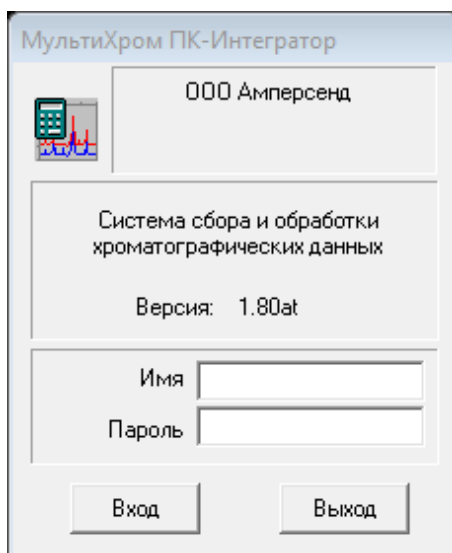 МультиХром ПК-Интегратор
ООО Амперсенд
Система сбора и обработки
хроматографических данных
Версия: 1.80at
Имя
Пароль
Вход Выход